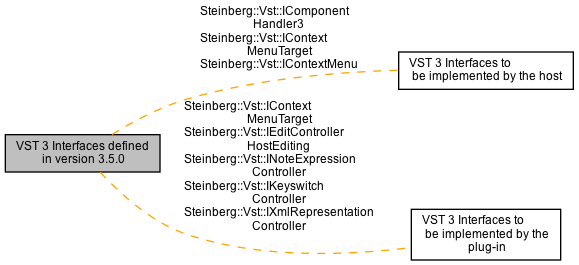 Steinberg::Vst::IComponent
Handler3
Steinberg::Vst::IContext
MenuTarget
Steinberg::Vst::IContextMenu
VST 3 Interfaces to
be implemented by the host
Steinberg::Vst::IContext
MenuTarget
Steinberg::Vst::IEditController
HostEditing
Steinberg::Vst::INoteExpression
Controller
Steinberg::Vst::IKeyswitch
Controller
Steinberg::Vst::IXmlRepresentation
Controller
VST 3 Interfaces defined
in version 3.5.0
VST 3 Interfaces to
be implemented by the
plug-in